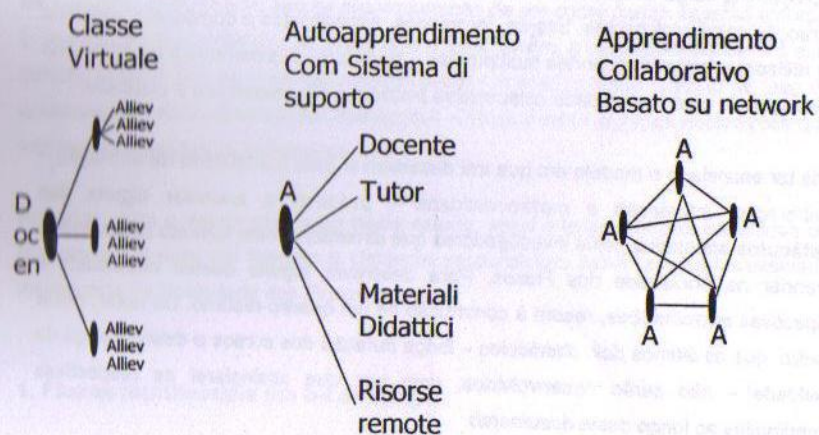 Classe
Virtuale
Alliev
Alliev
Alliev
D
oc
en
Alliev
Alliev
Alliev
Alliev
Alliev
Alliev
Autoapprendimento
Com Sistema di
suporto
A
Docente
Tutor
Materiali
Didattici
Risorse
remote
Apprendimento
Collaborativo
Basato su network
A
A
A
A
A